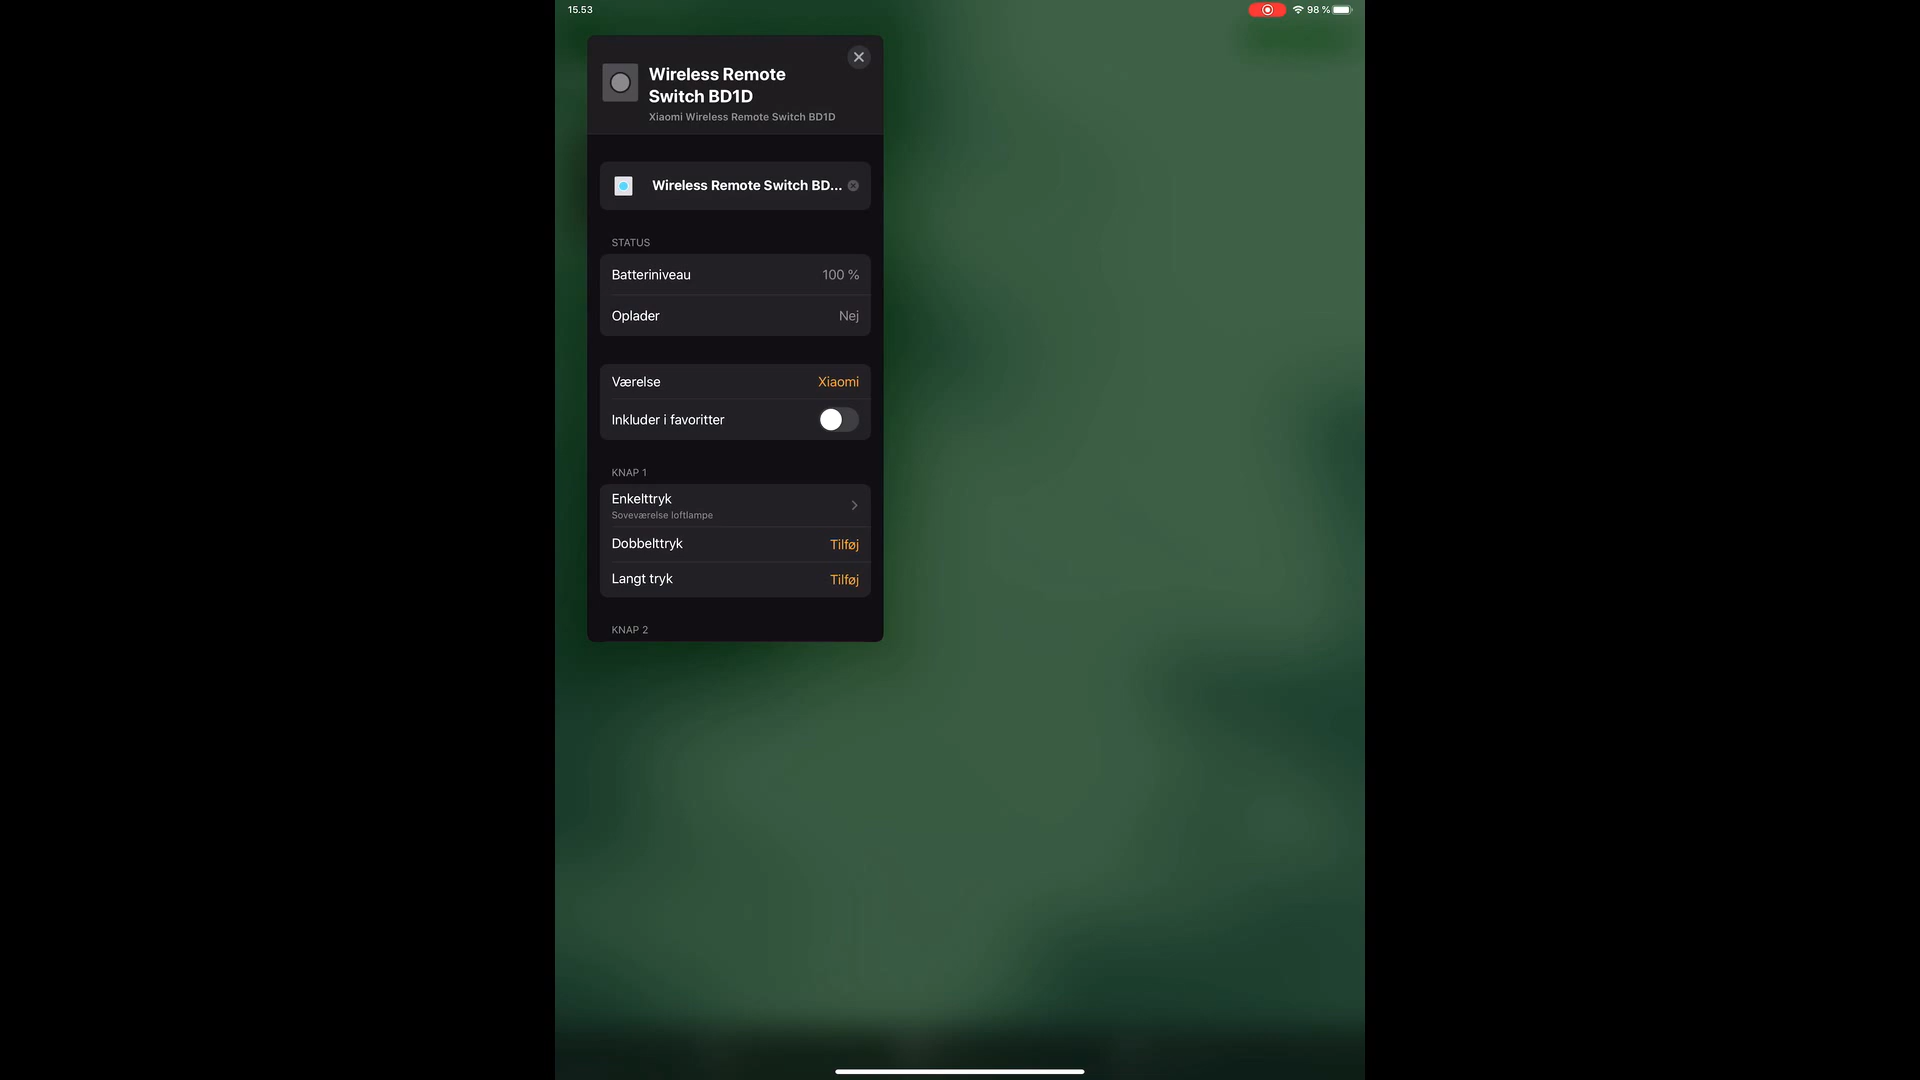 15.53
98 %
Wireless Remote
Switch BD1D
Xiaomi Wireless Remote Switch BD1D
Wireless Remote Switch BD...
STATUS
Batteriniveau 100 %
Oplader Nej
Værelse Xiaomi
Inkluder i favoritter
KNAP 1
Enkelttryk
Soveværelse loftlampe
Dobbelttryk Tilføj
Langt tryk Tilføj
KNAP 2